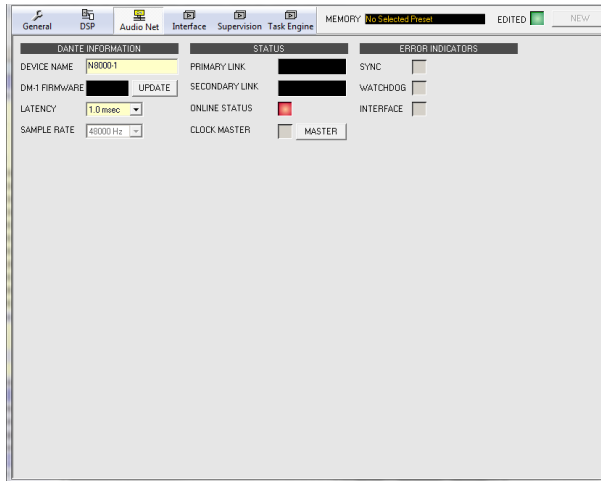 General DSP Audio Net Interface Supervision Task Engine MEMORY No Selected Preset EDITED NEW
DANTE INFORMATION STATUS ERROR INDICATORS
DEVICE NAME N8000-1 PRIMARY LINK SYNC
DM-1 FIRMWARE UPDATE SECONDARY LINK WATCHDOG
LATENCY 1.0 msec ONLINE STATUS INTERFACE
SAMPLE RATE 48000 Hz CLOCK MASTER MASTER